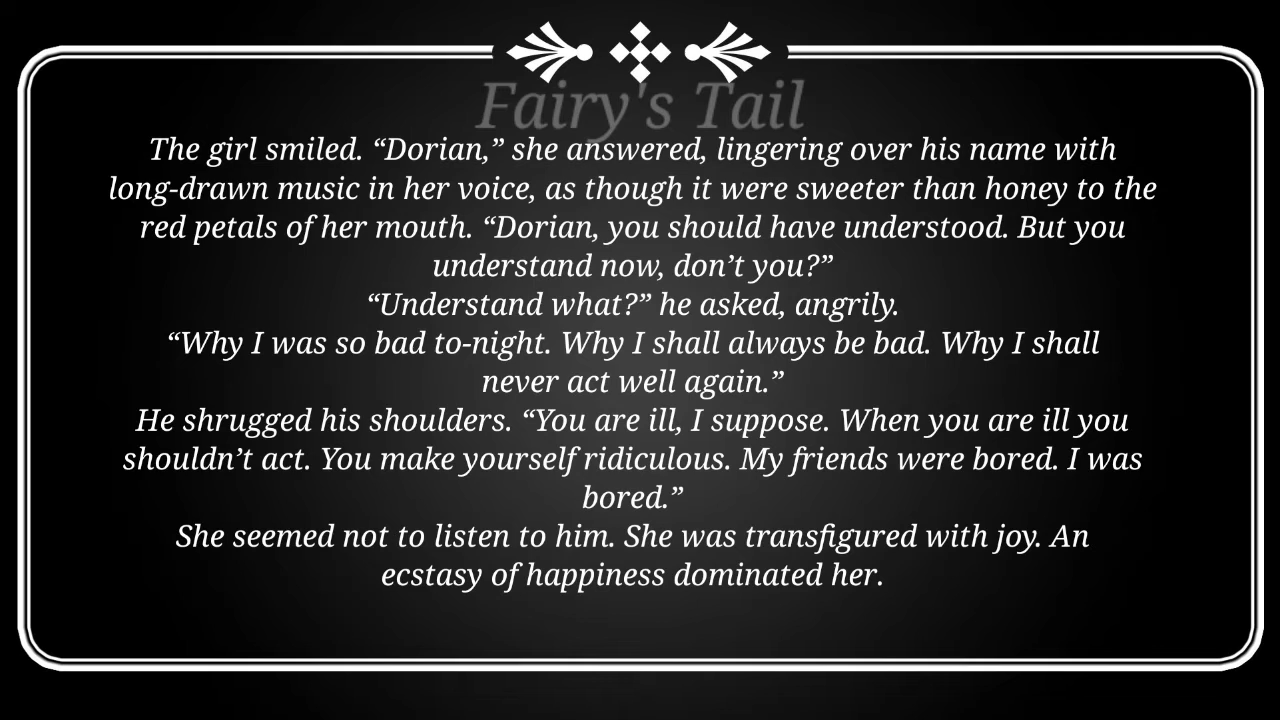 Fairy's Tail
The girl smiled. “Dorian,” she answered, lingering over his name with
long-drawn music in her voice, as though it were sweeter than honey to the
red petals of her mouth. “Dorian, you should have understood. But you
understand now, don’t you?”
“Understand what?” he asked, angrily.
“Why I was so bad to-night. Why I shall always be bad. Why I shall
never act well again.”
He shrugged his shoulders. “You are ill, I suppose. When you are ill you
shouldn’t act. You make yourself ridiculous. My friends were bored. I was
bored.”
She seemed not to listen to him. She was transfigured with joy. An
ecstasy of happiness dominated her.